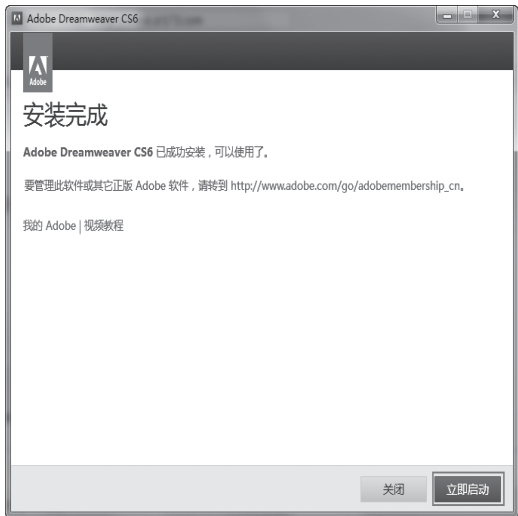 Adobe Dreamweaver CS6
Adobe
安装完成
Adobe Dreamweaver CS6 已成功安装，可以使用了。
要管理此软件或其它正版 Adobe 软件，请转到 http://www.adobe.com/go/adobemembership_cn。
我的 Adobe | 视频教程
关闭 立即启动